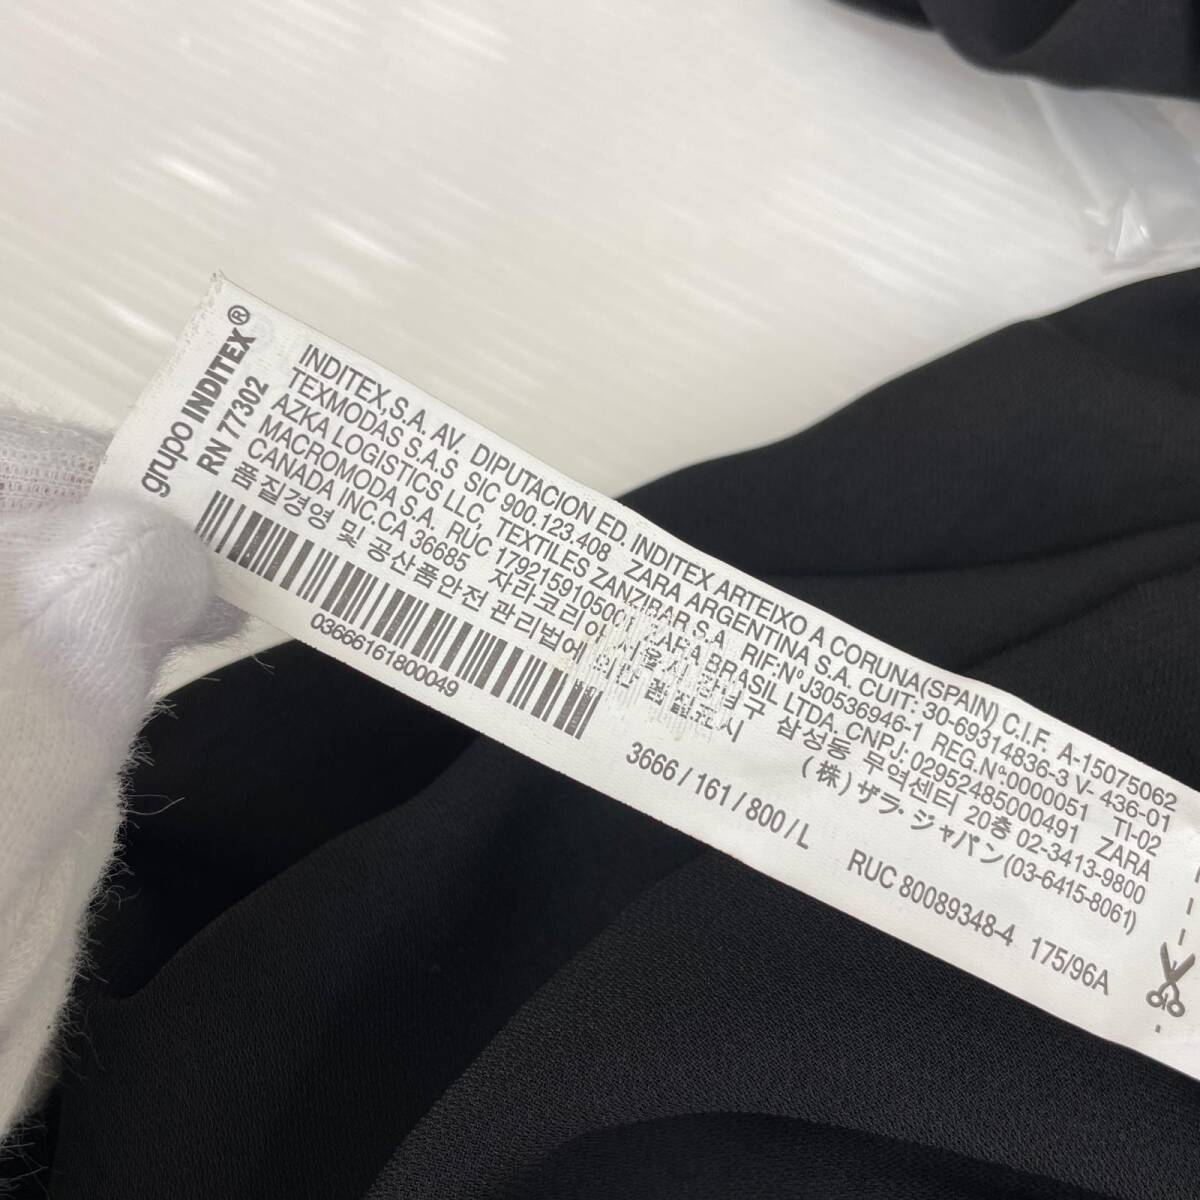 grupo INDITEX®
RN 77302
INDITEX,S.A. AV. DIPUTACION ED. INDITEX ARTEIXO A CORUNA(SPAIN) C.I.F. A-15075062
TEXMODAS S.A.S SIC 900.123.408 ZARA ARGENTINA S.A. CUIT: 30-69314836-3 V- 436-01
AZKA LOGISTICS LLC, TEXTILES ZANZIBAR S.A RIF:Nº J30536946-1 REG.Nª:0000051 TI-02
MACROMODA S.A. RUC 1792159105001 ZARA BRASIL LTDA, CNPJ: 02952485000491 ZARA
CANADA INC.CA 36685 자라코리아 서울시 강남구 삼성동 무역센터 20층 02-3413-9800
품질경영 및 공산품안전 관리법에 의한 품질표시 (株)ザラ・ジャパン(03-6415-8061)
03666161800049
3666 / 161 / 800 / L
RUC 80089348-4 175/96A